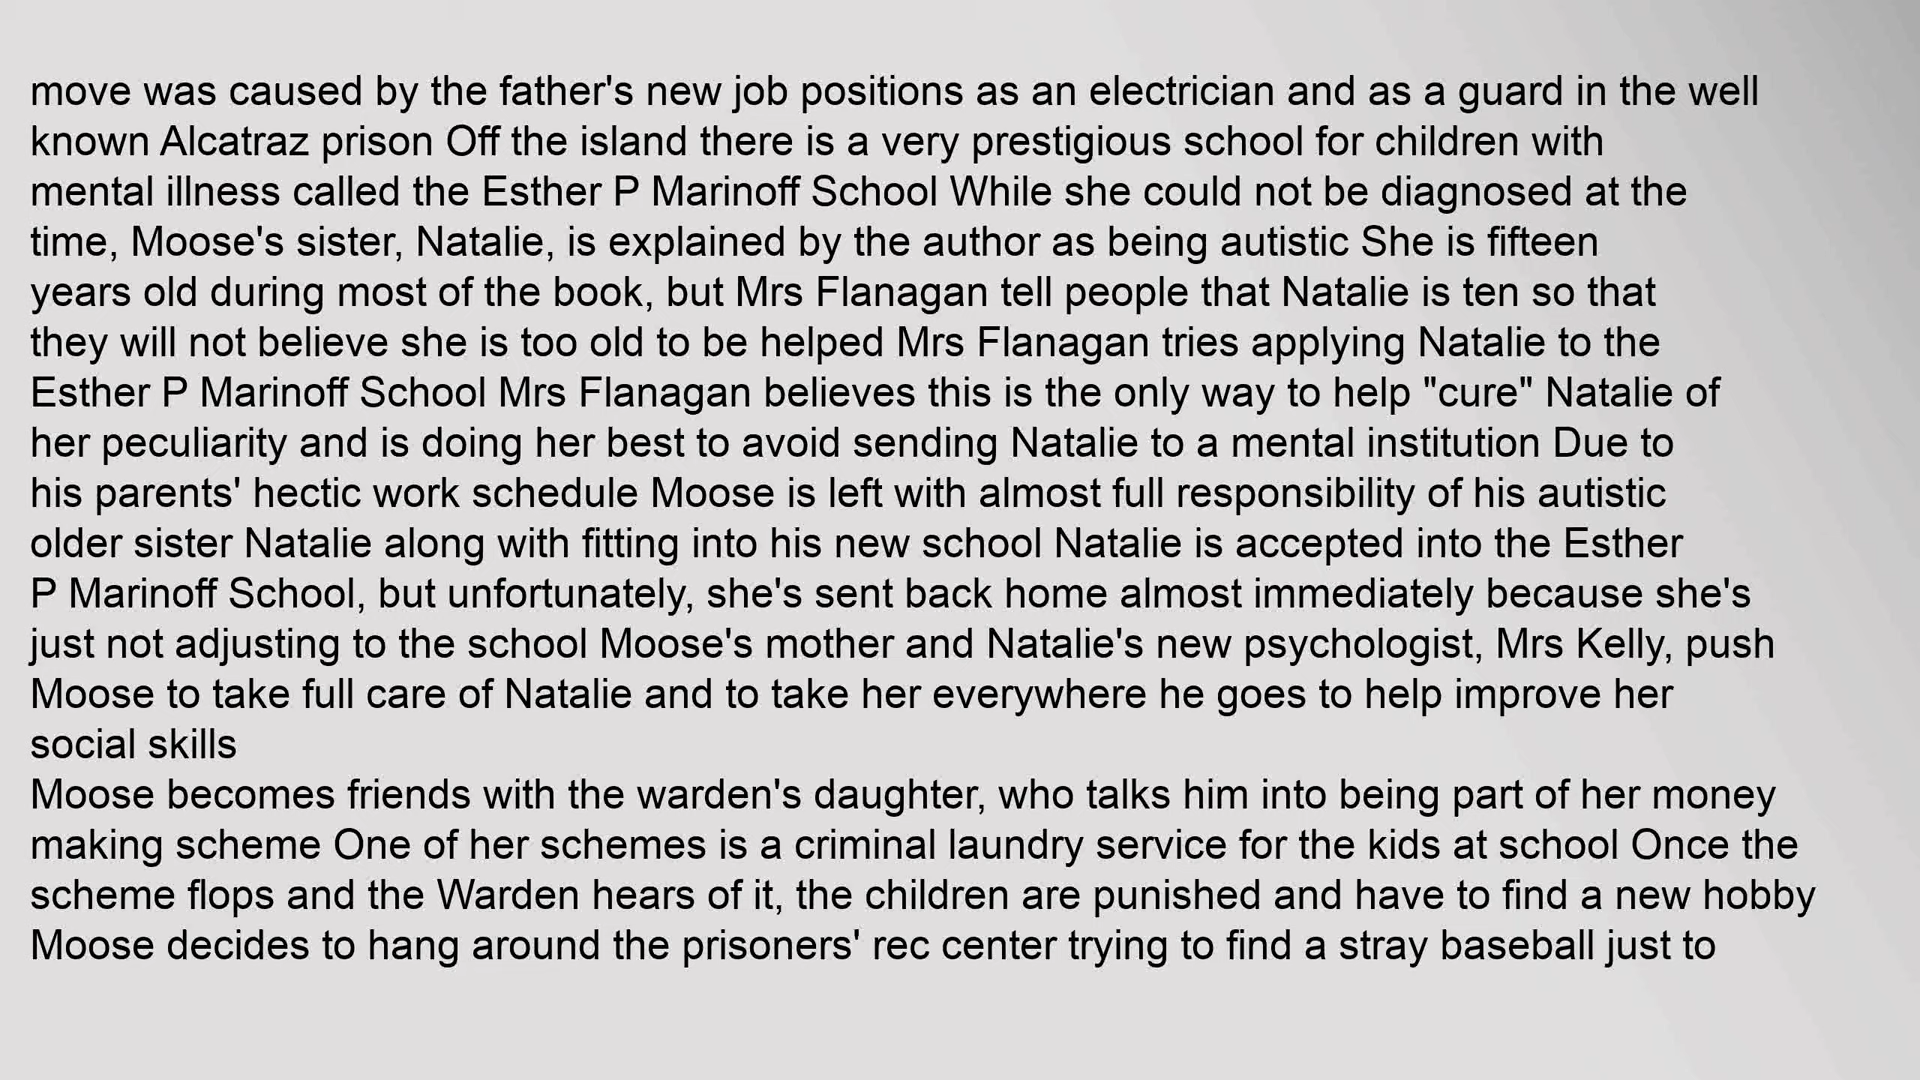 move was caused by the father's new job positions as an electrician and as a guard in the well
known Alcatraz prison Off the island there is a very prestigious school for children with
mental illness called the Esther P Marinoff School While she could not be diagnosed at the
time, Moose's sister, Natalie, is explained by the author as being autistic She is fifteen
years old during most of the book, but Mrs Flanagan tell people that Natalie is ten so that
they will not believe she is too old to be helped Mrs Flanagan tries applying Natalie to the
Esther P Marinoff School Mrs Flanagan believes this is the only way to help "cure" Natalie of
her peculiarity and is doing her best to avoid sending Natalie to a mental institution Due to
his parents' hectic work schedule Moose is left with almost full responsibility of his autistic
older sister Natalie along with fitting into his new school Natalie is accepted into the Esther
P Marinoff School, but unfortunately, she's sent back home almost immediately because she's
just not adjusting to the school Moose's mother and Natalie's new psychologist, Mrs Kelly, push
Moose to take full care of Natalie and to take her everywhere he goes to help improve her
social skills
Moose becomes friends with the warden's daughter, who talks him into being part of her money
making scheme One of her schemes is a criminal laundry service for the kids at school Once the
scheme flops and the Warden hears of it, the children are punished and have to find a new hobby
Moose decides to hang around the prisoners' rec center trying to find a stray baseball just to